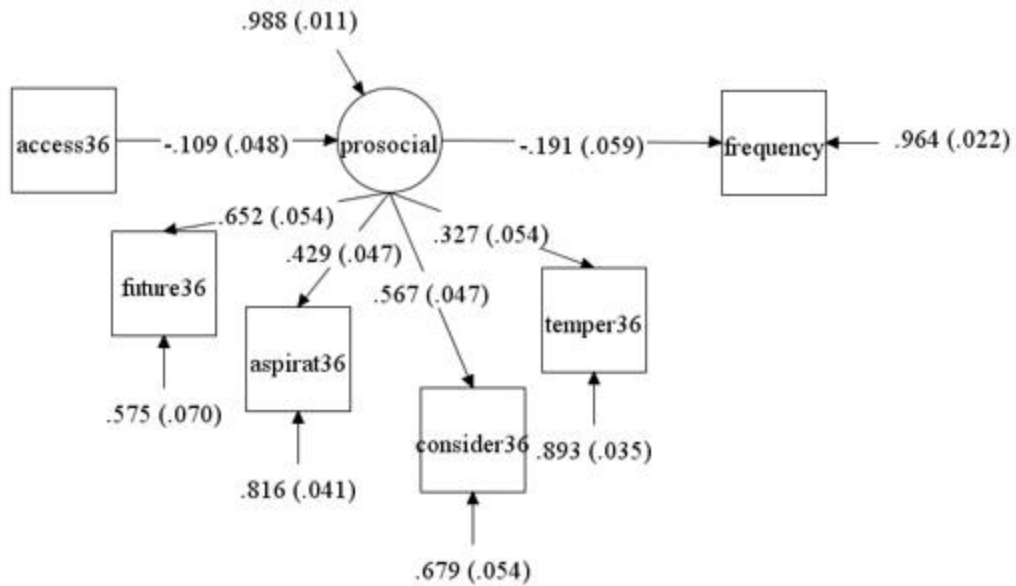 .988 (.011)
access36
-.109 (.048)
prosocial
-.191 (.059)
frequency
.964 (.022)
.652 (.054)
.429 (.047)
.327 (.054)
.567 (.047)
future36
aspirat36
temper36
consider36
.575 (.070)
.816 (.041)
.893 (.035)
.679 (.054)